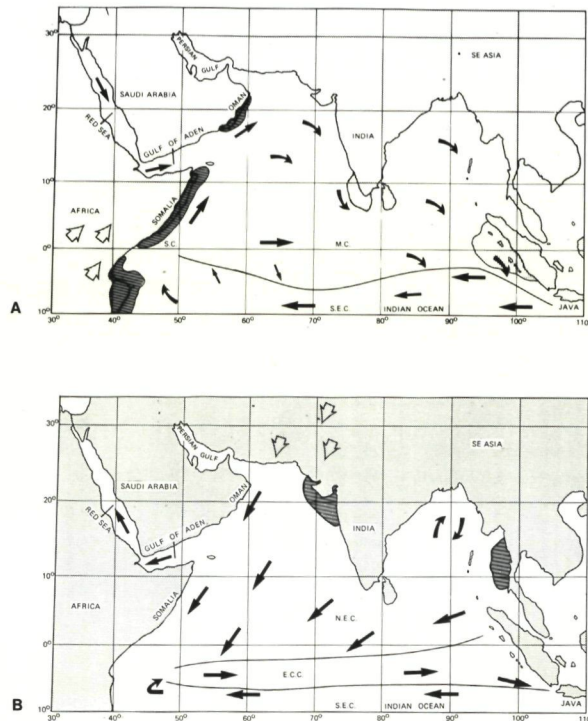 30°
20°
10°
0°
10°
30°
40°
50°
60°
70°
80°
90°
100°
110
PERSIAN
GULF
SAUDI ARABIA
RED SEA
GULF OF ADEN
OMAN
INDIA
SE ASIA
AFRICA
SOMALIA
S.C.
M.C.
S.E.C. INDIAN OCEAN
JAVA
A
30°
20°
10°
0°
10°
30°
40°
50°
60°
70°
80°
90°
100°
110
PERSIAN
GULF
SAUDI ARABIA
RED SEA
GULF OF ADEN
OMAN
INDIA
SE ASIA
AFRICA
SOMALIA
N.E.C.
E.C.C.
S.E.C. INDIAN OCEAN
JAVA
B